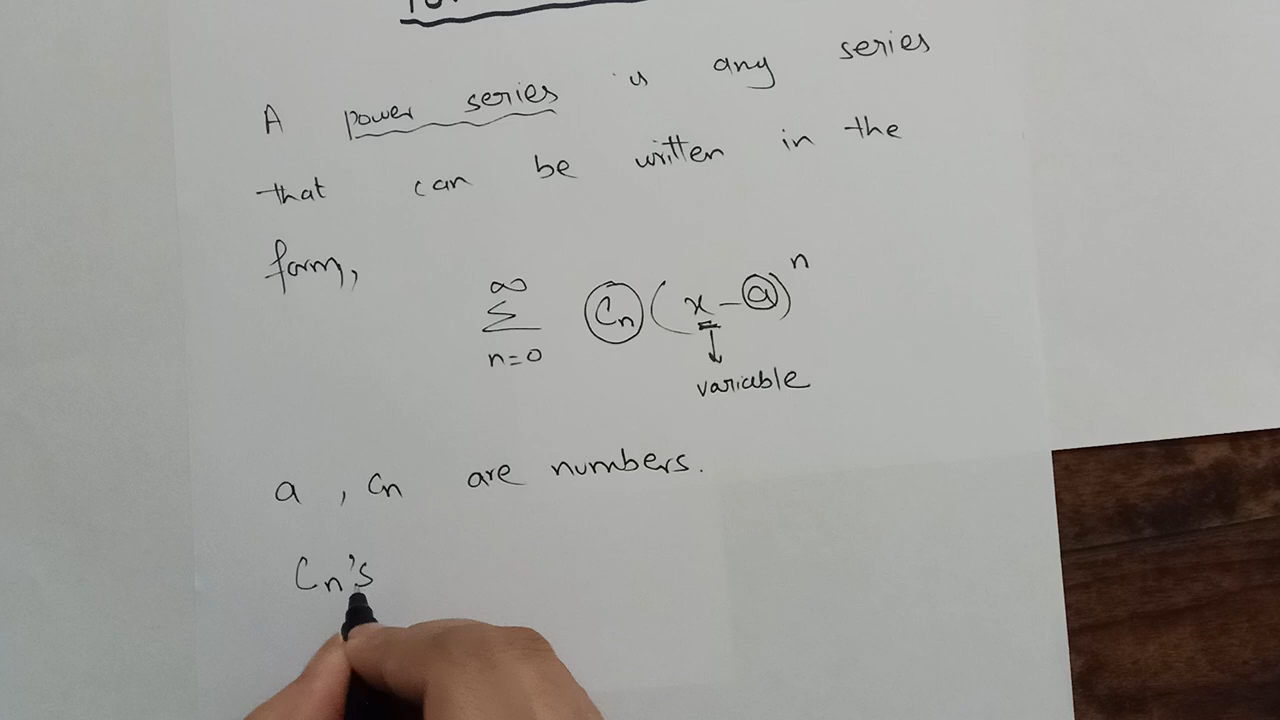 A power series is any series
that can be written in the
form,
∞
Σ Cn (x - a)^n
n=0
variable
a , Cn are numbers.
Cn's